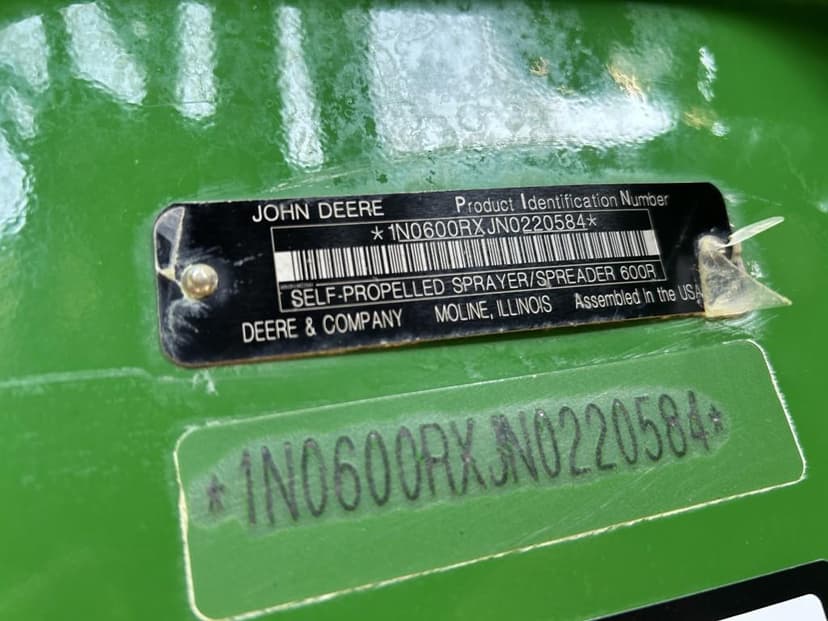 JOHN DEERE Product Identification Number
*1N0600RXJN0220584*
SELF-PROPELLED SPRAYER/SPREADER 600R
DEERE & COMPANY MOLINE, ILLINOIS Assembled In the USA
*1N0600RXJN0220584*